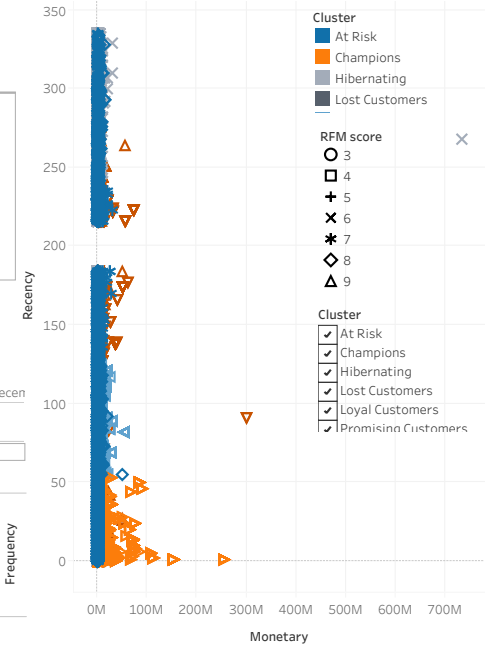 350
300
250
200
150
100
50
0
Recency
0M 100M 200M 300M 400M 500M 600M 700M
Monetary
Cluster
At Risk
Champions
Hibernating
Lost Customers
RFM score
3
4
5
6
7
8
9
Cluster
At Risk
Champions
Hibernating
Lost Customers
Loyal Customers
Promising Customers
Frequency